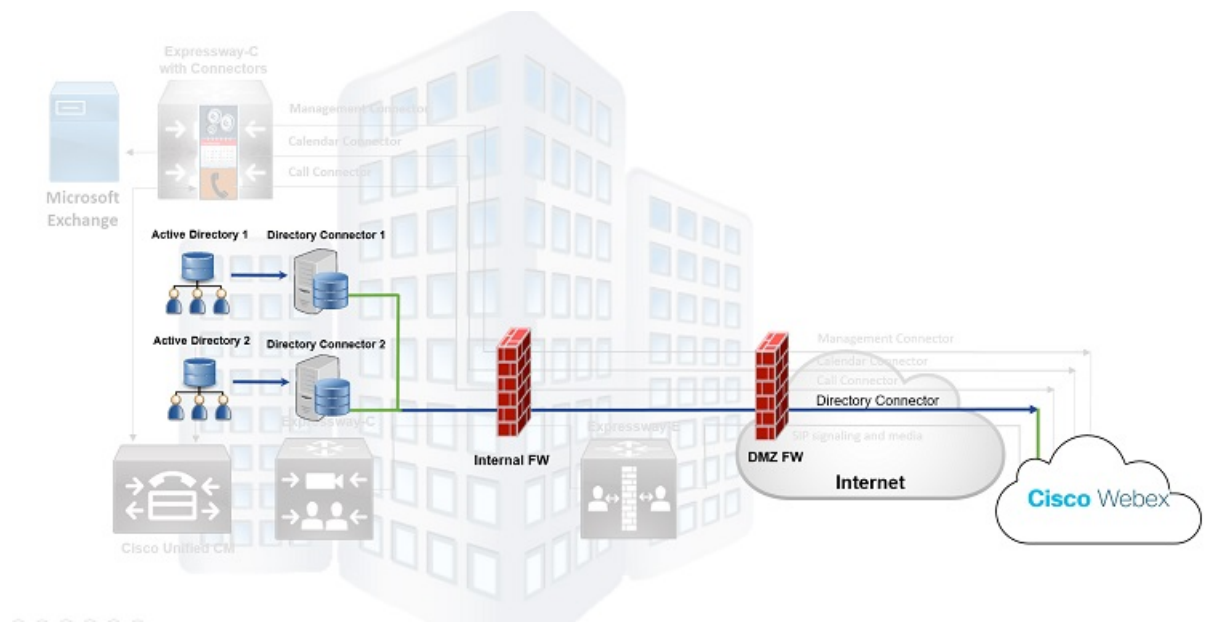 Expressway-C
with Connectors
Management Connector
Calendar Connector
Call Connector
Microsoft
Exchange
Active Directory 1
Directory Connector 1
Active Directory 2
Directory Connector 2
Management Connector
Calendar Connector
Call Connector
Directory Connector
SIP signaling and media
Expressway-C
Expressway-E
Internal FW
DMZ FW
Internet
Cisco Webex
Cisco Unified CM